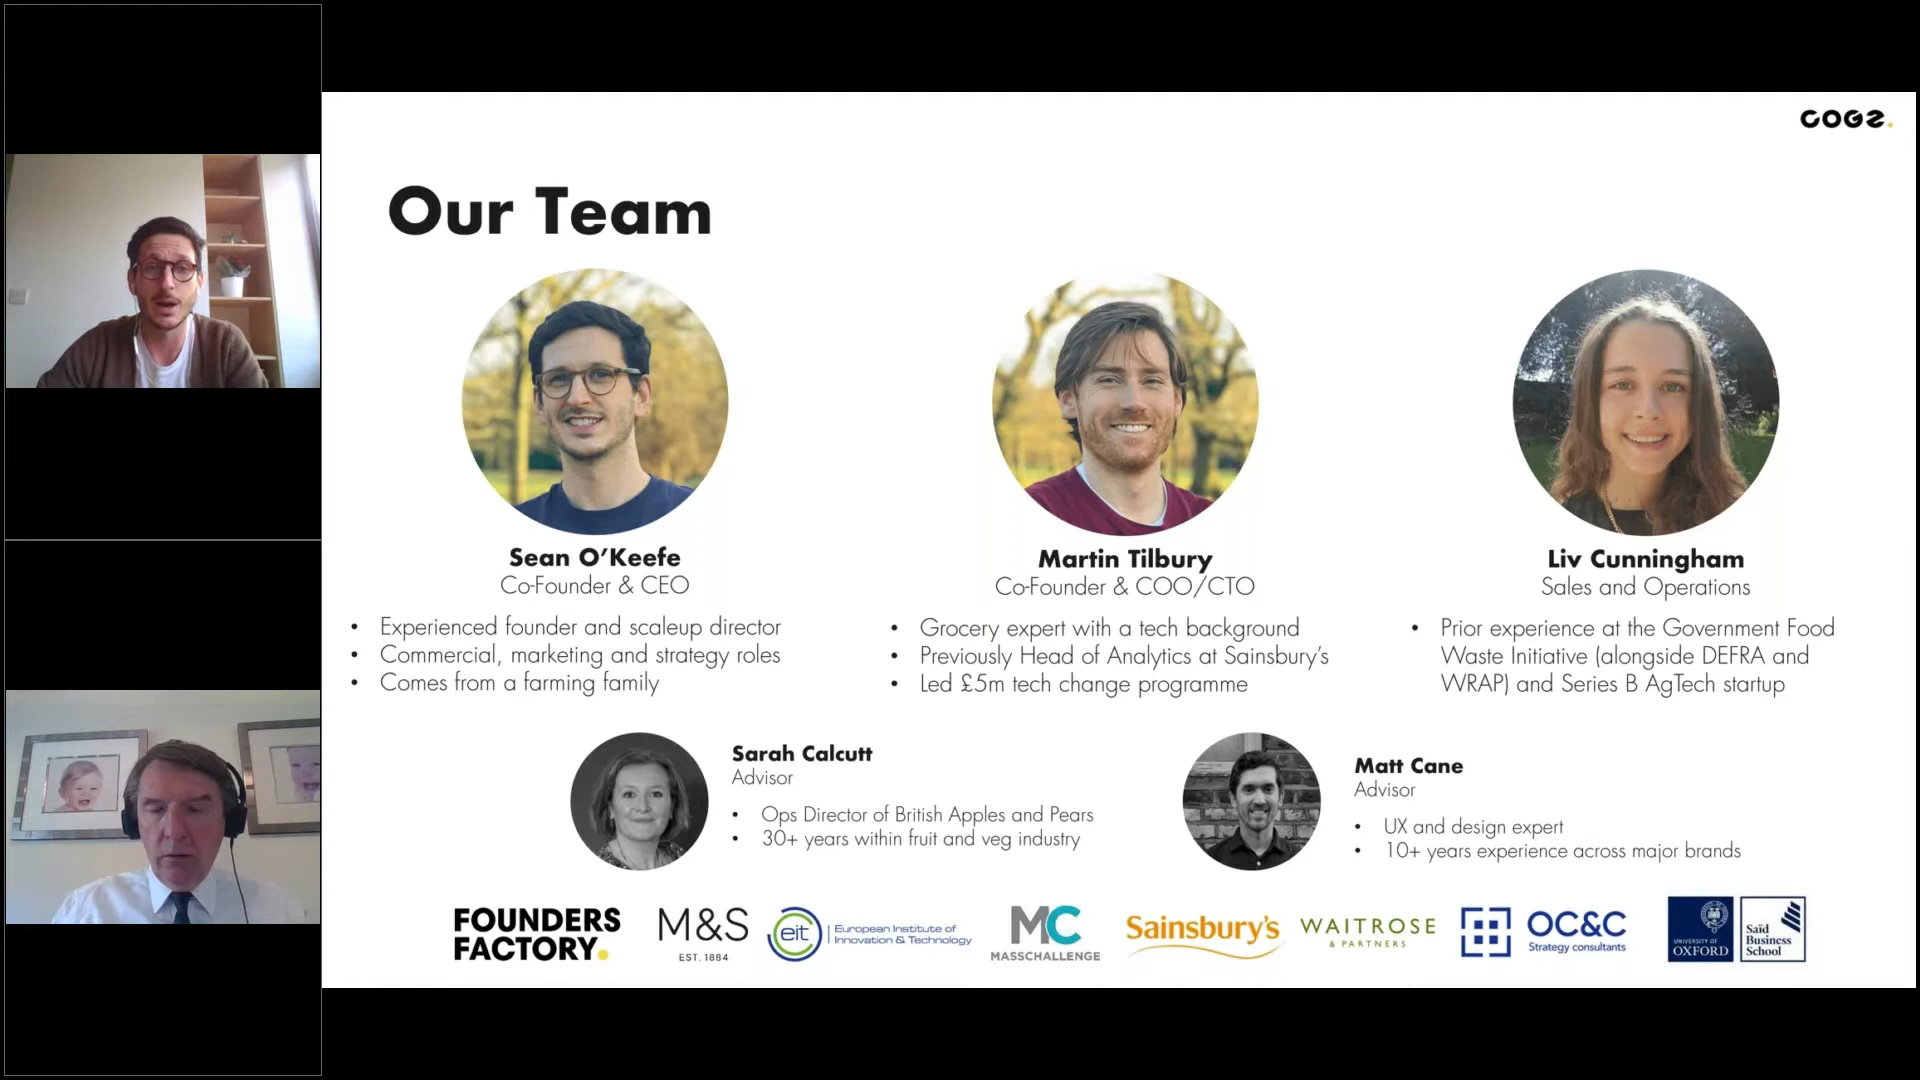 COGZ.
Our Team
Sean O’Keefe
Co-Founder & CEO
• Experienced founder and scaleup director
• Commercial, marketing and strategy roles
• Comes from a farming family
Martin Tilbury
Co-Founder & COO/CTO
• Grocery expert with a tech background
• Previously Head of Analytics at Sainsbury’s
• Led £5m tech change programme
Liv Cunningham
Sales and Operations
• Prior experience at the Government Food
Waste Initiative (alongside DEFRA and
WRAP) and Series B AgTech startup
Sarah Calcutt
Advisor
• Ops Director of British Apples and Pears
• 30+ years within fruit and veg industry
Matt Cane
Advisor
• UX and design expert
• 10+ years experience across major brands
FOUNDERS
FACTORY.
M&S
EST. 1884
eit
European Institute of
Innovation & Technology
MC
MASSCHALLENGE
Sainsbury’s
WAITROSE
& PARTNERS
OC&C
Strategy consultants
UNIVERSITY OF
OXFORD
Saïd
Business
School